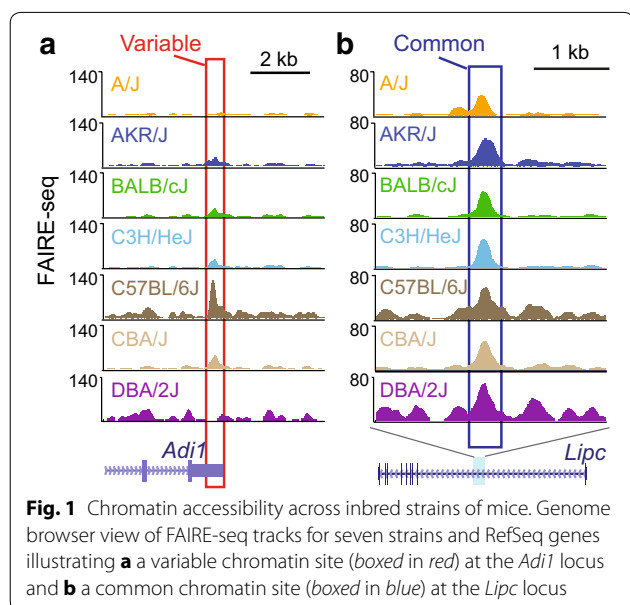 a
Variable
2 kb
b
Common
1 kb
FAIRE-seq
140
A/J
140
AKR/J
140
BALB/cJ
140
C3H/HeJ
140
C57BL/6J
140
CBA/J
140
DBA/2J
Adi1
80
A/J
80
AKR/J
80
BALB/cJ
80
C3H/HeJ
80
C57BL/6J
80
CBA/J
80
DBA/2J
Lipc
Fig. 1 Chromatin accessibility across inbred strains of mice. Genome
browser view of FAIRE-seq tracks for seven strains and RefSeq genes
illustrating a a variable chromatin site (boxed in red) at the Adi1 locus
and b a common chromatin site (boxed in blue) at the Lipc locus